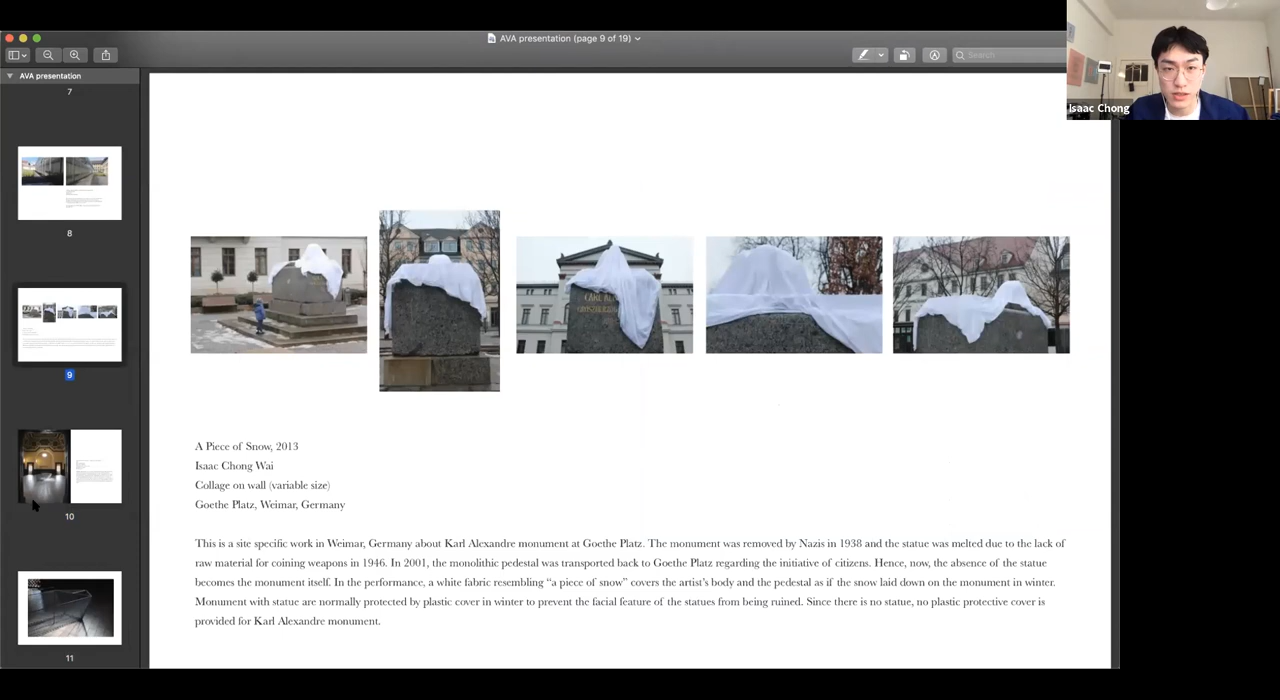 AVA presentation (page 9 of 19)
Search
Isaac Chong
AVA presentation
7
8
9
10
11
CARL AL
GROSSHERZOG
A Piece of Snow, 2013
Isaac Chong Wai
Collage on wall (variable size)
Goethe Platz, Weimar, Germany
This is a site specific work in Weimar, Germany about Karl Alexandre monument at Goethe Platz. The monument was removed by Nazis in 1938 and the statue was melted due to the lack of
raw material for coining weapons in 1946. In 2001, the monolithic pedestal was transported back to Goethe Platz regarding the initiative of citizens. Hence, now, the absence of the statue
becomes the monument itself. In the performance, a white fabric resembling “a piece of snow” covers the artist’s body and the pedestal as if the snow laid down on the monument in winter.
Monument with statue are normally protected by plastic cover in winter to prevent the facial feature of the statues from being ruined. Since there is no statue, no plastic protective cover is
provided for Karl Alexandre monument.